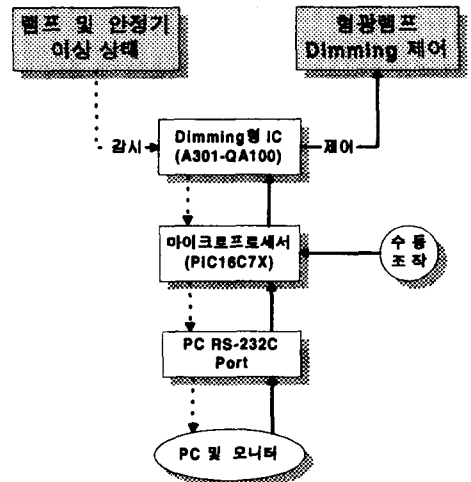 램프 및 안정기
이상 상태
형광램프
Dimming 제어
감시
Dimming형 IC
(A301-QA100)
제어
마이크로프로세서
(PIC16C7X)
수동
조작
PC RS-232C
Port
PC 및 모니터